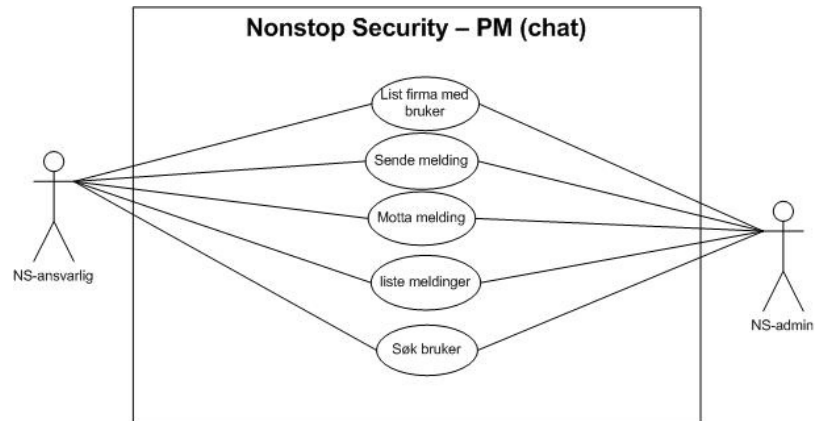 Nonstop Security – PM (chat)
List firma med
bruker
Sende melding
Motta melding
liste meldinger
Søk bruker
NS-ansvarlig
NS-admin